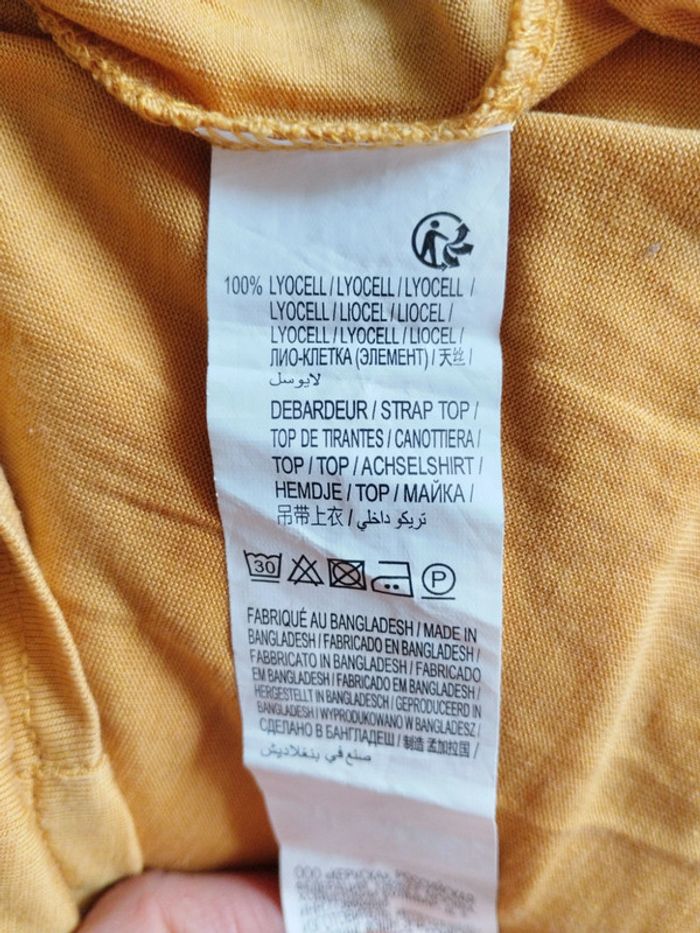 100% LYOCELL / LYOCELL / LYOCELL /
LYOCELL / LIOCEL / LIOCEL /
LYOCELL / LYOCELL / LIOCEL /
ЛИО-КЛЕТКА (ЭЛЕМЕНТ) / 天丝 /
لايوسل
DEBARDEUR / STRAP TOP /
TOP DE TIRANTES / CANOTTIERA /
TOP / TOP / ACHSELSHIRT /
HEMDJE / TOP / МАЙКА /
吊带上衣 / تريكو داخلي
30 P
FABRIQUÉ AU BANGLADESH / MADE IN
BANGLADESH / FABRICADO EN BANGLADESH /
FABBRICATO IN BANGLADESH / FABRICADO
EM BANGLADESH / FABRICADO EM BANGLADESH /
HERGESTELLT IN BANGLADESCH / GEPRODUCEERD IN
BANGLADESH / WYPRODUKOWANO W BANGLADESZ /
СДЕЛАНО В БАНГЛАДЕШ / 制造 孟加拉国 /
صنع في بنغلاديش
ООО